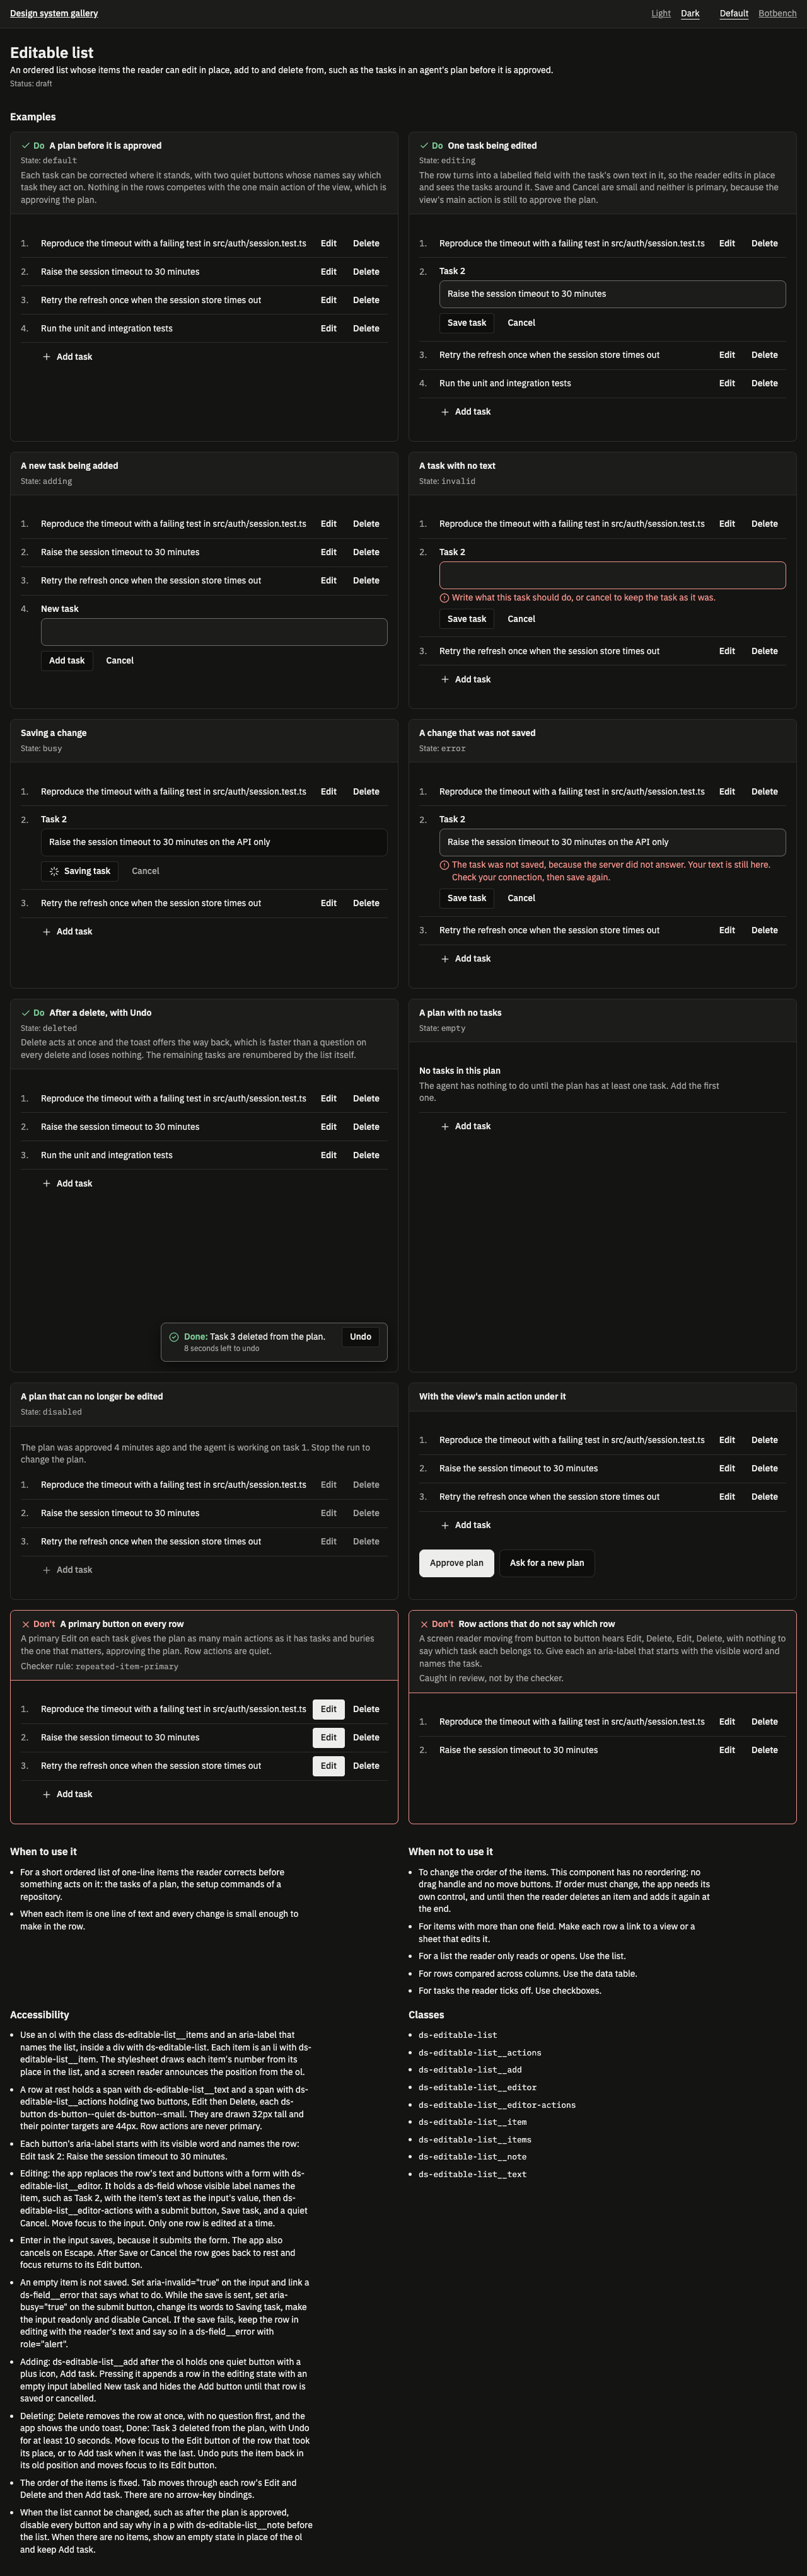 Design system gallery
Light Dark Default Botbench
Editable list
An ordered list whose items the reader can edit in place, add to and delete from, such as the tasks in an agent's plan before it is approved.
Status: draft
Examples
Do A plan before it is approved
State: default
Each task can be corrected where it stands, with two quiet buttons whose names say which
task they act on. Nothing in the rows competes with the one main action of the view, which is
approving the plan.
1. Reproduce the timeout with a failing test in src/auth/session.test.ts Edit Delete
2. Raise the session timeout to 30 minutes Edit Delete
3. Retry the refresh once when the session store times out Edit Delete
4. Run the unit and integration tests Edit Delete
Add task
Do One task being edited
State: editing
The row turns into a labelled field with the task's own text in it, so the reader edits in place
and sees the tasks around it. Save and Cancel are small and neither is primary, because the
view's main action is still to approve the plan.
1. Reproduce the timeout with a failing test in src/auth/session.test.ts Edit Delete
2. Task 2
Raise the session timeout to 30 minutes
Save task Cancel
3. Retry the refresh once when the session store times out Edit Delete
4. Run the unit and integration tests Edit Delete
Add task
A new task being added
State: adding
1. Reproduce the timeout with a failing test in src/auth/session.test.ts Edit Delete
2. Raise the session timeout to 30 minutes Edit Delete
3. Retry the refresh once when the session store times out Edit Delete
4. New task
Add task Cancel
A task with no text
State: invalid
1. Reproduce the timeout with a failing test in src/auth/session.test.ts Edit Delete
2. Task 2
Write what this task should do, or cancel to keep the task as it was.
Save task Cancel
3. Retry the refresh once when the session store times out Edit Delete
Add task
Saving a change
State: busy
1. Reproduce the timeout with a failing test in src/auth/session.test.ts Edit Delete
2. Task 2
Raise the session timeout to 30 minutes on the API only
Saving task Cancel
3. Retry the refresh once when the session store times out Edit Delete
Add task
A change that was not saved
State: error
1. Reproduce the timeout with a failing test in src/auth/session.test.ts Edit Delete
2. Task 2
Raise the session timeout to 30 minutes on the API only
The task was not saved, because the server did not answer. Your text is still here.
Check your connection, then save again.
Save task Cancel
3. Retry the refresh once when the session store times out Edit Delete
Add task
Do After a delete, with Undo
State: deleted
Delete acts at once and the toast offers the way back, which is faster than a question on
every delete and loses nothing. The remaining tasks are renumbered by the list itself.
1. Reproduce the timeout with a failing test in src/auth/session.test.ts Edit Delete
2. Raise the session timeout to 30 minutes Edit Delete
3. Run the unit and integration tests Edit Delete
Add task
Done: Task 3 deleted from the plan. Undo
8 seconds left to undo
A plan with no tasks
State: empty
No tasks in this plan
The agent has nothing to do until the plan has at least one task. Add the first
one.
Add task
A plan that can no longer be edited
State: disabled
The plan was approved 4 minutes ago and the agent is working on task 1. Stop the run to
change the plan.
1. Reproduce the timeout with a failing test in src/auth/session.test.ts Edit Delete
2. Raise the session timeout to 30 minutes Edit Delete
3. Retry the refresh once when the session store times out Edit Delete
Add task
With the view's main action under it
1. Reproduce the timeout with a failing test in src/auth/session.test.ts Edit Delete
2. Raise the session timeout to 30 minutes Edit Delete
3. Retry the refresh once when the session store times out Edit Delete
Add task
Approve plan Ask for a new plan
Don't A primary button on every row
A primary Edit on each task gives the plan as many main actions as it has tasks and buries
the one that matters, approving the plan. Row actions are quiet.
Checker rule: repeated-item-primary
1. Reproduce the timeout with a failing test in src/auth/session.test.ts Edit Delete
2. Raise the session timeout to 30 minutes Edit Delete
3. Retry the refresh once when the session store times out Edit Delete
Add task
Don't Row actions that do not say which row
A screen reader moving from button to button hears Edit, Delete, Edit, Delete, with nothing to
say which task each belongs to. Give each an aria-label that starts with the visible word and
names the task.
Caught in review, not by the checker.
1. Reproduce the timeout with a failing test in src/auth/session.test.ts Edit Delete
2. Raise the session timeout to 30 minutes Edit Delete
When to use it
For a short ordered list of one-line items the reader corrects before
something acts on it: the tasks of a plan, the setup commands of a
repository.
When each item is one line of text and every change is small enough to
make in the row.
When not to use it
To change the order of the items. This component has no reordering: no
drag handle and no move buttons. If order must change, the app needs its
own control, and until then the reader deletes an item and adds it again at
the end.
For items with more than one field. Make each row a link to a view or a
sheet that edits it.
For a list the reader only reads or opens. Use the list.
For rows compared across columns. Use the data table.
For tasks the reader ticks off. Use checkboxes.
Accessibility
Use an ol with the class ds-editable-list__items and an aria-label that
names the list, inside a div with ds-editable-list. Each item is an li with ds-
editable-list__item. The stylesheet draws each item's number from its
place in the list, and a screen reader announces the position from the ol.
A row at rest holds a span with ds-editable-list__text and a span with ds-
editable-list__actions holding two buttons, Edit then Delete, each ds-
button ds-button--quiet ds-button--small. They are drawn 32px tall and
their pointer targets are 44px. Row actions are never primary.
Each button's aria-label starts with its visible word and names the row:
Edit task 2: Raise the session timeout to 30 minutes.
Editing: the app replaces the row's text and buttons with a form with ds-
editable-list__editor. It holds a ds-field whose visible label names the
item, such as Task 2, with the item's text as the input's value, then ds-
editable-list__editor-actions with a submit button, Save task, and a quiet
Cancel. Move focus to the input. Only one row is edited at a time.
Enter in the input saves, because it submits the form. The app also
cancels on Escape. After Save or Cancel the row goes back to rest and
focus returns to its Edit button.
An empty item is not saved. Set aria-invalid="true" on the input and link a
ds-field__error that says what to do. While the save is sent, set aria-
busy="true" on the submit button, change its words to Saving task, make
the input readonly and disable Cancel. If the save fails, keep the row in
editing with the reader's text and say so in a ds-field__error with
role="alert".
Adding: ds-editable-list__add after the ol holds one quiet button with a
plus icon, Add task. Pressing it appends a row in the editing state with an
empty input labelled New task and hides the Add button until that row is
saved or cancelled.
Deleting: Delete removes the row at once, with no question first, and the
app shows the undo toast, Done: Task 3 deleted from the plan, with Undo
for at least 10 seconds. Move focus to the Edit button of the row that took
its place, or to Add task when it was the last. Undo puts the item back in
its old position and moves focus to its Edit button.
The order of the items is fixed. Tab moves through each row's Edit and
Delete and then Add task. There are no arrow-key bindings.
When the list cannot be changed, such as after the plan is approved,
disable every button and say why in a p with ds-editable-list__note before
the list. When there are no items, show an empty state in place of the ol
and keep Add task.
Classes
ds-editable-list
ds-editable-list__actions
ds-editable-list__add
ds-editable-list__editor
ds-editable-list__editor-actions
ds-editable-list__item
ds-editable-list__items
ds-editable-list__note
ds-editable-list__text